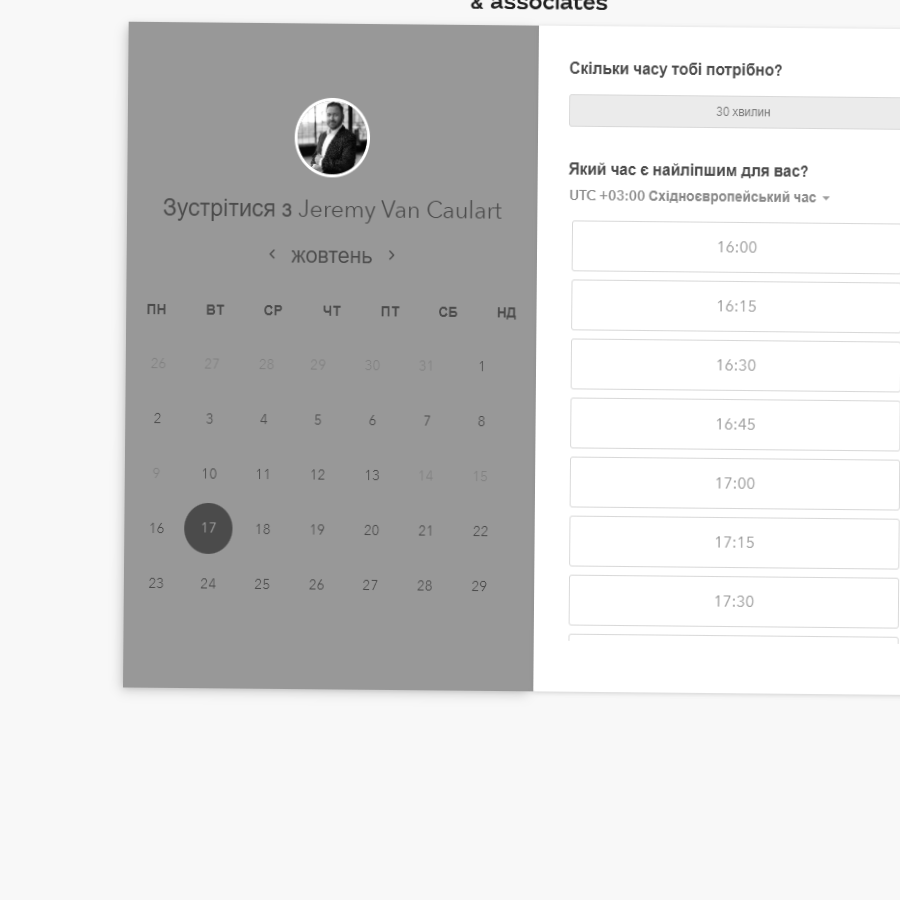 & associates
Зустрітися з Jeremy Van Caulart
жовтень
ПН ВТ СР ЧТ ПТ СБ НД
26 27 28 29 30 31 1
2 3 4 5 6 7 8
9 10 11 12 13 14 15
16 17 18 19 20 21 22
23 24 25 26 27 28 29
Скільки часу тобі потрібно?
30 хвилин
Який час є найліпшим для вас?
UTC +03:00 Східноєвропейський час
16:00
16:15
16:30
16:45
17:00
17:15
17:30